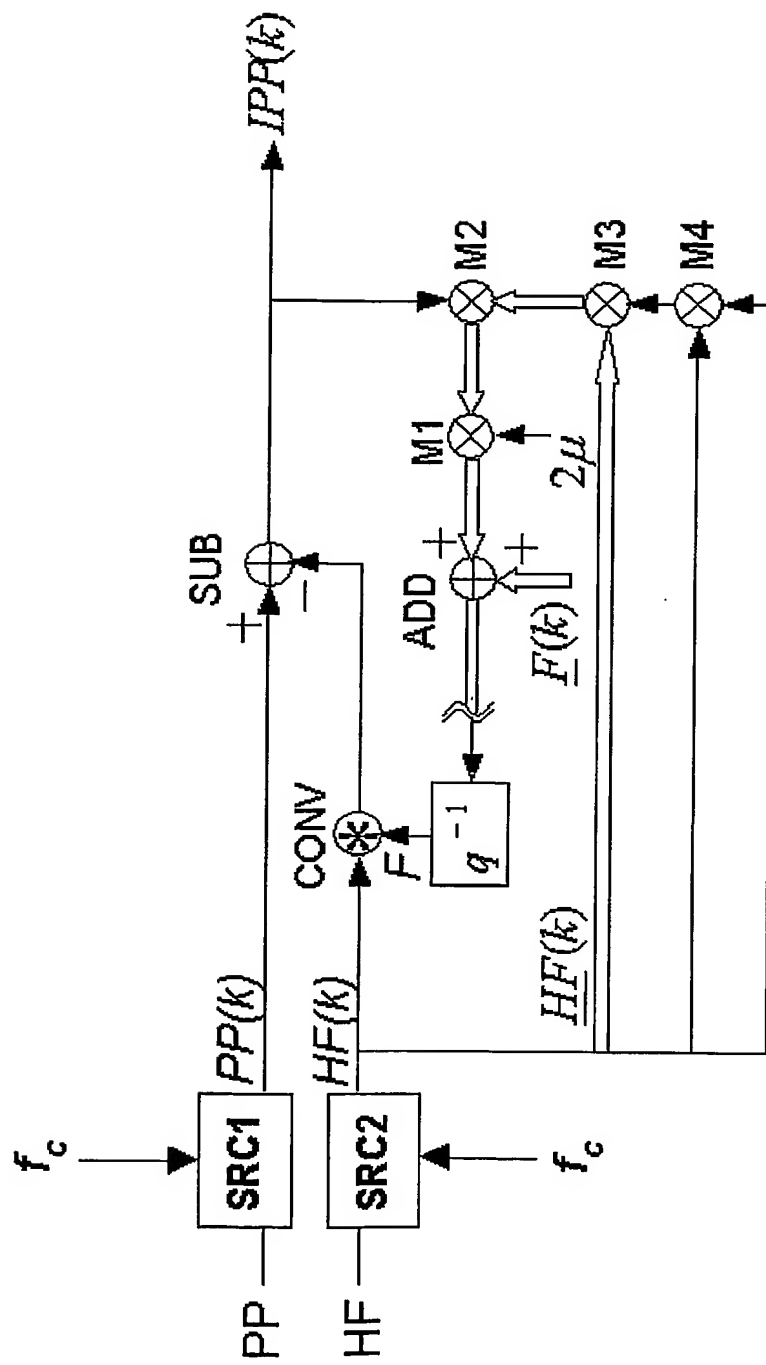 f_c
PP
SRC1
PP(k)
+
SUB
−
IPP(k)
HF
SRC2
HF(k)
CONV
F
q⁻¹
f_c
ADD
+
+
F(k)
M1
2μ
M2
HF(k)
M3
M4